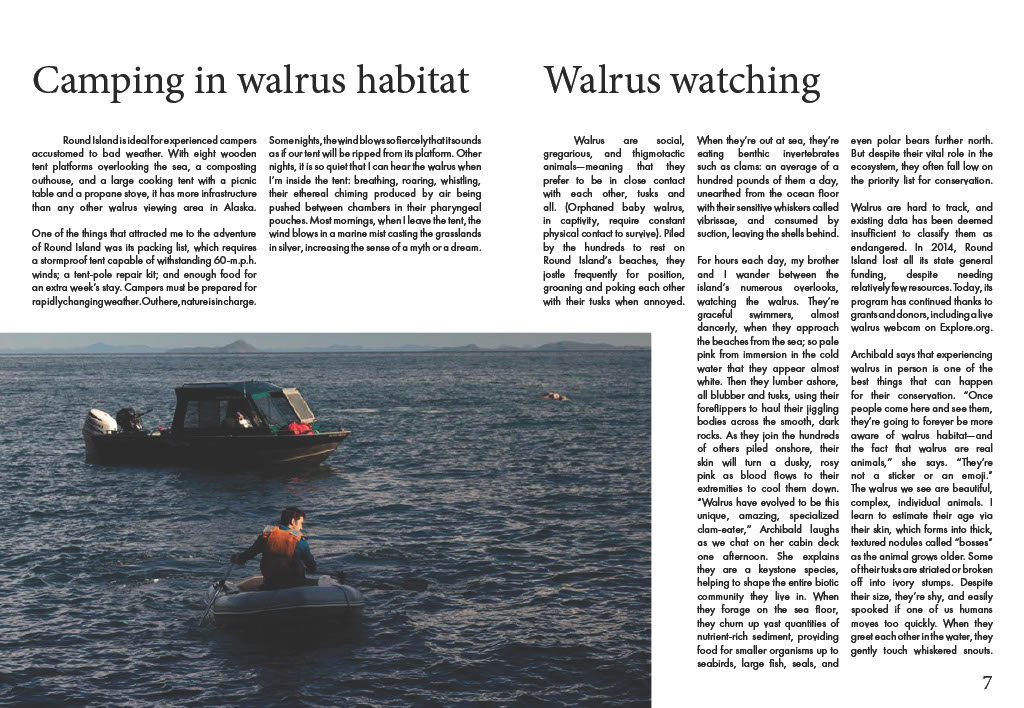 Camping in walrus habitat
Round Island is ideal for experienced campers
accustomed to bad weather. With eight wooden
tent platforms overlooking the sea, a composting
outhouse, and a large cooking tent with a picnic
table and a propane stove, it has more infrastructure
than any other walrus viewing area in Alaska.
One of the things that attracted me to the adventure
of Round Island was its packing list, which requires
a stormproof tent capable of withstanding 60-m.p.h.
winds; a tent-pole repair kit; and enough food for
an extra week's stay. Campers must be prepared for
rapidly changing weather. Out here, nature is in charge.
Some nights, the wind blows so fiercely that it sounds
as if our tent will be ripped from its platform. Other
nights, it is so quiet that I can hear the walrus when
I'm inside the tent: breathing, roaring, whistling,
their ethereal chiming produced by air being
pushed between chambers in their pharyngeal
pouches. Most mornings, when I leave the tent, the
wind blows in a marine mist casting the grasslands
in silver, increasing the sense of a myth or a dream.
Walrus watching
Walrus are social,
gregarious, and thigmotactic
animals—meaning that they
prefer to be in close contact
with each other, tusks and
all. (Orphaned baby walrus,
in captivity, require constant
physical contact to survive). Piled
by the hundreds to rest on
Round Island's beaches, they
jostle frequently for position,
groaning and poking each other
with their tusks when annoyed.
When they're out at sea, they're
eating benthic invertebrates
such as clams: an average of a
hundred pounds of them a day,
unearthed from the ocean floor
with their sensitive whiskers called
vibrissae, and consumed by
suction, leaving the shells behind.
For hours each day, my brother
and I wander between the
island's numerous overlooks,
watching the walrus. They're
graceful swimmers, almost
dancerly, when they approach
the beaches from the sea; so pale
pink from immersion in the cold
water that they appear almost
white. Then they lumber ashore,
all blubber and tusks, using their
foreflippers to haul their jiggling
bodies across the smooth, dark
rocks. As they join the hundreds
of others piled onshore, their
skin will turn a dusky, rosy
pink as blood flows to their
extremities to cool them down.
"Walrus have evolved to be this
unique, amazing, specialized
clam-eater," Archibald laughs
as we chat on her cabin deck
one afternoon. She explains
they are a keystone species,
helping to shape the entire biotic
community they live in. When
they forage on the sea floor,
they churn up vast quantities of
nutrient-rich sediment, providing
food for smaller organisms up to
seabirds, large fish, seals, and
even polar bears further north.
But despite their vital role in the
ecosystem, they often fall low on
the priority list for conservation.
Walrus are hard to track, and
existing data has been deemed
insufficient to classify them as
endangered. In 2014, Round
Island lost all its state general
funding, despite needing
relatively few resources. Today, its
program has continued thanks to
grants and donors, including a live
walrus webcam on Explore.org.
Archibald says that experiencing
walrus in person is one of the
best things that can happen
for their conservation. "Once
people come here and see them,
they're going to forever be more
aware of walrus habitat—and
the fact that walrus are real
animals," she says. "They're
not a sticker or an emoji."
The walrus we see are beautiful,
complex, individual animals. I
learn to estimate their age via
their skin, which forms into thick,
textured nodules called "bosses"
as the animal grows older. Some
of their tusks are striated or broken
off into ivory stumps. Despite
their size, they're shy, and easily
spooked if one of us humans
moves too quickly. When they
greet each other in the water, they
gently touch whiskered snouts.
7